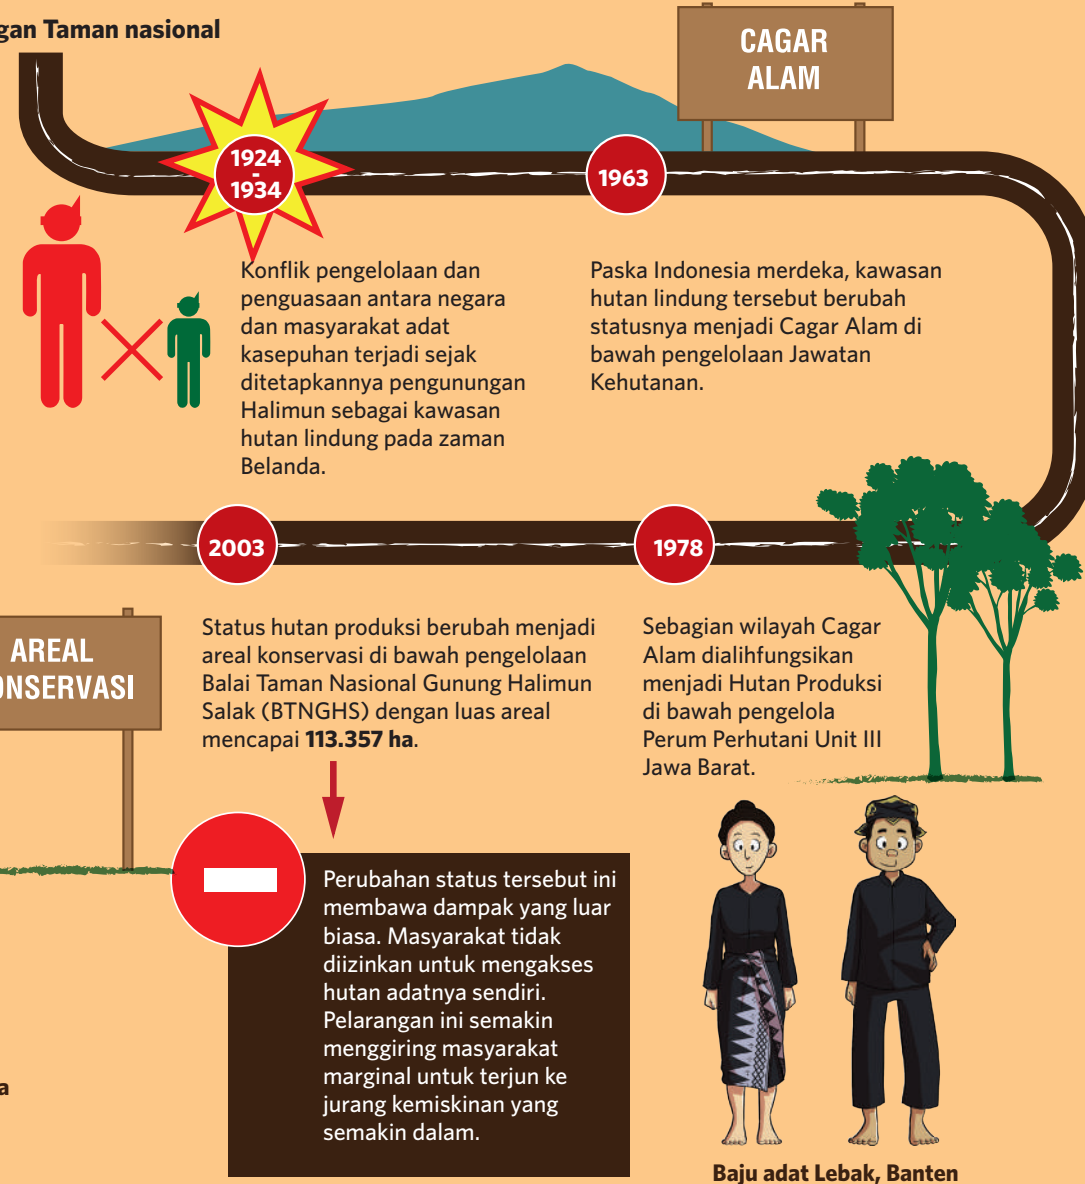 gan Taman nasional
CAGAR
ALAM
1924
-
1934
1963
Konflik pengelolaan dan
penguasaan antara negara
dan masyarakat adat
kasepuhan terjadi sejak
ditetapkannya pengunungan
Halimun sebagai kawasan
hutan lindung pada zaman
Belanda.
Paska Indonesia merdeka, kawasan
hutan lindung tersebut berubah
statusnya menjadi Cagar Alam di
bawah pengelolaan Jawatan
Kehutanan.
2003
1978
AREAL
ONSERVASI
Status hutan produksi berubah menjadi
areal konservasi di bawah pengelolaan
Balai Taman Nasional Gunung Halimun
Salak (BTNGHS) dengan luas areal
mencapai 113.357 ha.
Sebagian wilayah Cagar
Alam dialihfungsikan
menjadi Hutan Produksi
di bawah pengelola
Perum Perhutani Unit III
Jawa Barat.
Perubahan status tersebut ini
membawa dampak yang luar
biasa. Masyarakat tidak
diizinkan untuk mengakses
hutan adatnya sendiri.
Pelarangan ini semakin
menggiring masyarakat
marginal untuk terjun ke
jurang kemiskinan yang
semakin dalam.
a
Baju adat Lebak, Banten